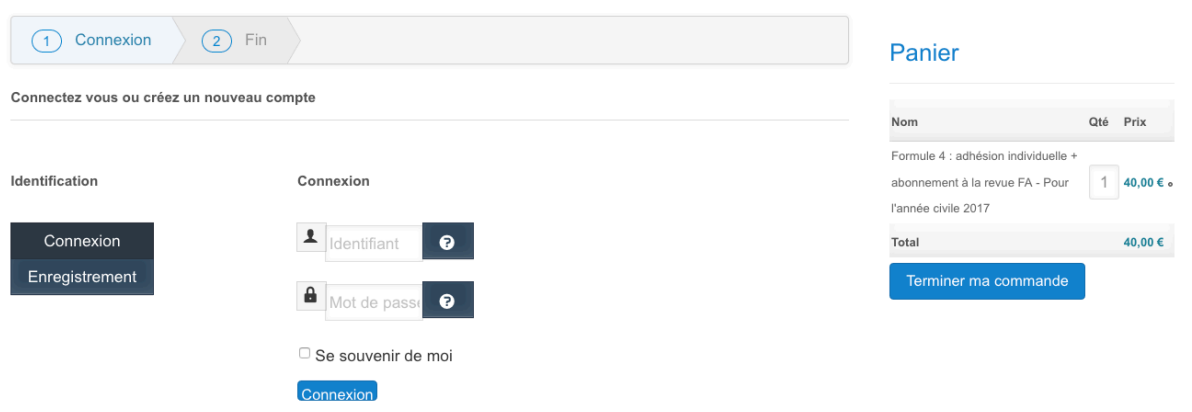 1 Connexion 2 Fin
Connectez vous ou créez un nouveau compte
Identification
Connexion
Enregistrement
Connexion
Identifiant
Mot de passe
Se souvenir de moi
Connexion
Panier
Nom Qté Prix
Formule 4 : adhésion individuelle +
abonnement à la revue FA - Pour 1 40,00 €
l'année civile 2017
Total 40,00 €
Terminer ma commande